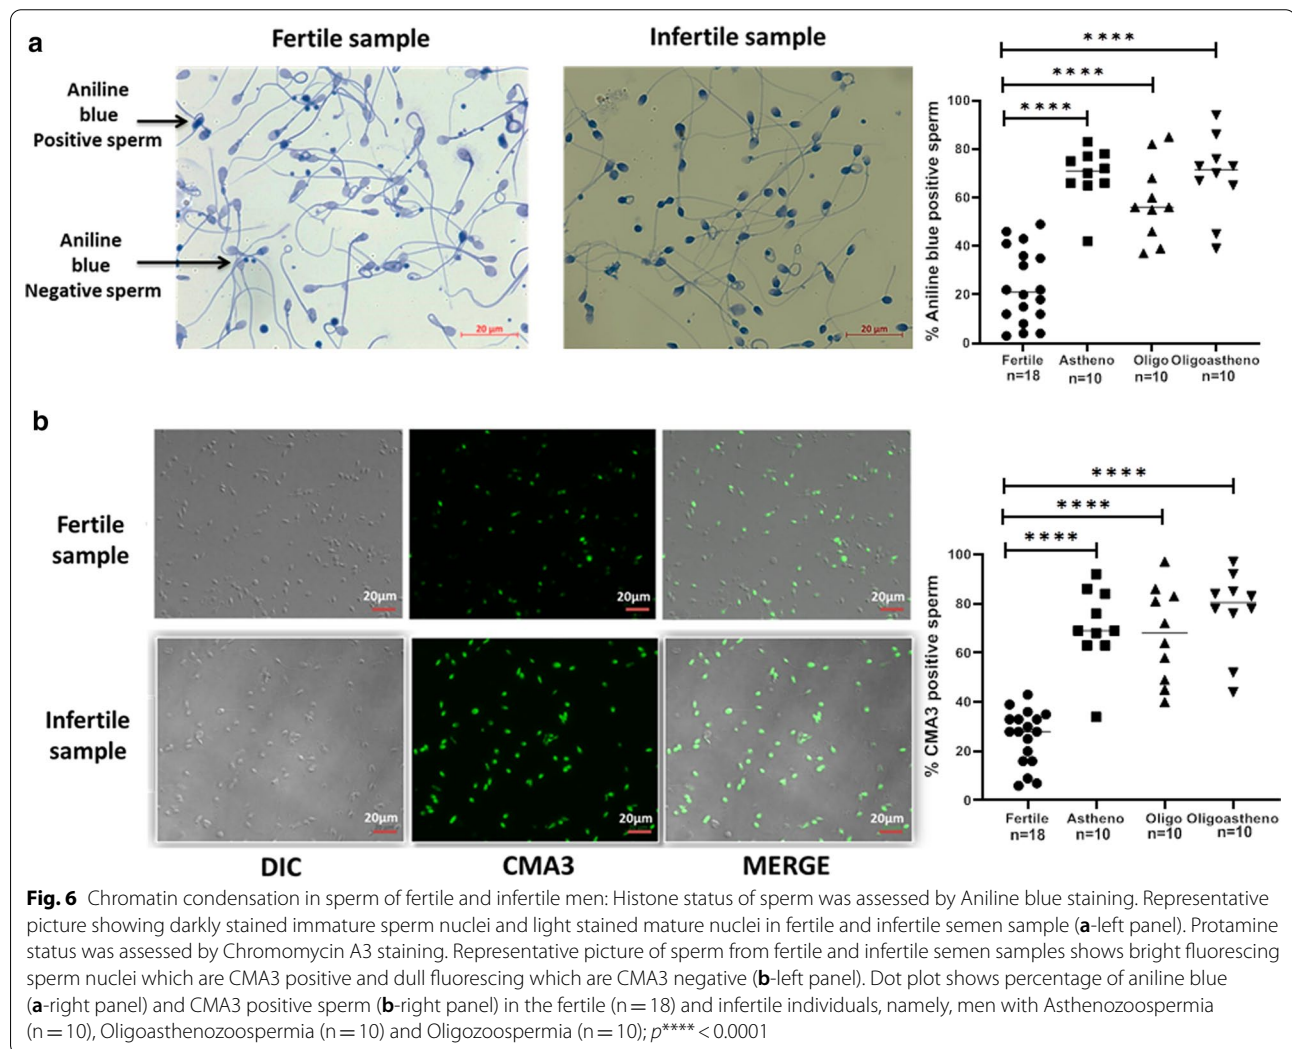 a
Fertile sample
Infertile sample
Aniline
blue
Positive sperm
Aniline
blue
Negative sperm
20 µm
20 µm
****
****
****
% Aniline blue positive sperm
100
80
60
40
20
0
Fertile
n=18
Astheno
n=10
Oligo
n=10
Oligoastheno
n=10
b
Fertile
sample
20µm
20µm
20µm
Infertile
sample
20µm
20µm
20µm
DIC
CMA3
MERGE
****
****
****
% CMA3 positive sperm
100
80
60
40
20
0
Fertile
n=18
Astheno
n=10
Oligo
n=10
Oligoastheno
n=10
Fig. 6 Chromatin condensation in sperm of fertile and infertile men: Histone status of sperm was assessed by Aniline blue staining. Representative
picture showing darkly stained immature sperm nuclei and light stained mature nuclei in fertile and infertile semen sample (a-left panel). Protamine
status was assessed by Chromomycin A3 staining. Representative picture of sperm from fertile and infertile semen samples shows bright fluorescing
sperm nuclei which are CMA3 positive and dull fluorescing which are CMA3 negative (b-left panel). Dot plot shows percentage of aniline blue
(a-right panel) and CMA3 positive sperm (b-right panel) in the fertile (n = 18) and infertile individuals, namely, men with Asthenozoospermia
(n = 10), Oligoasthenozoospermia (n = 10) and Oligozoospermia (n = 10); p**** < 0.0001